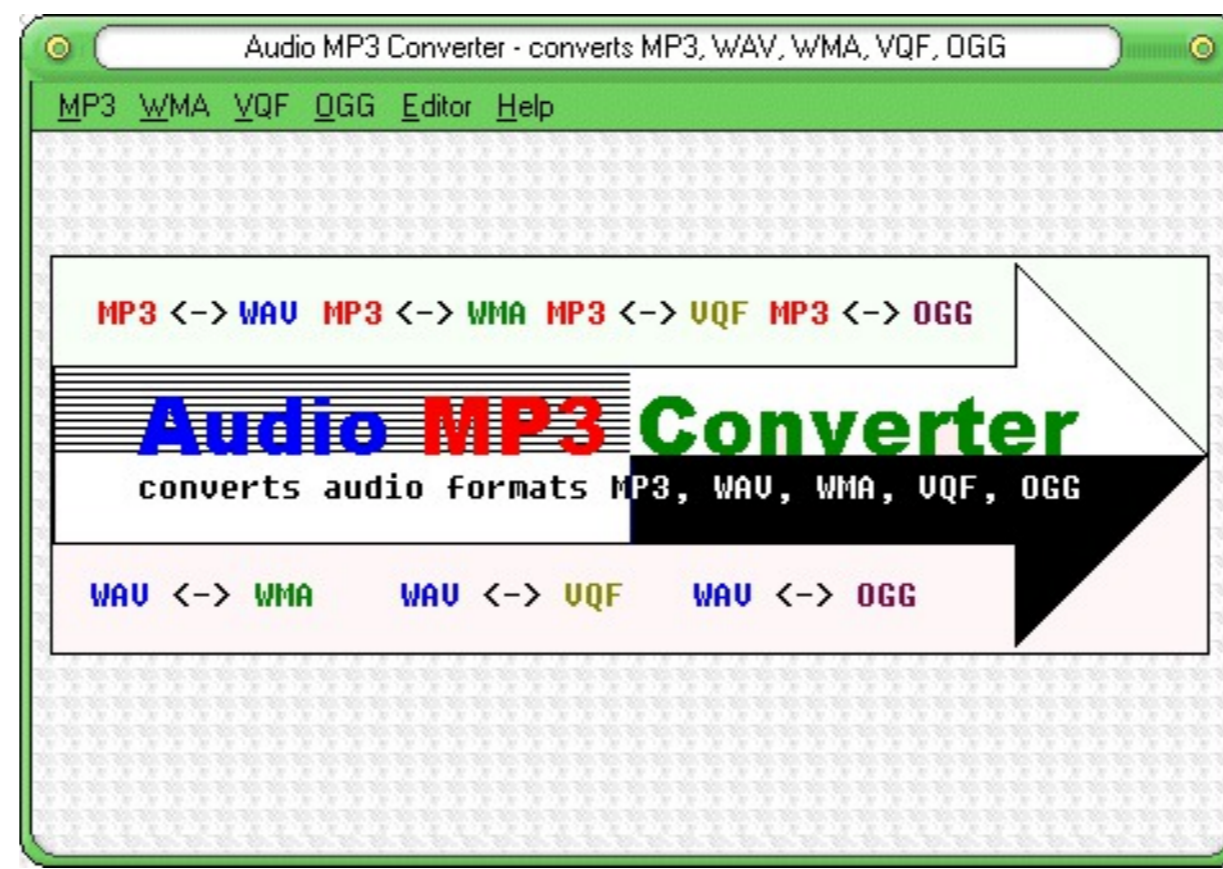 Audio MP3 Converter - converts MP3, WAV, WMA, VQF, OGG
MP3 WMA VQF OGG Editor Help
MP3 <-> WAV MP3 <-> WMA MP3 <-> VQF MP3 <-> OGG
Audio MP3 Converter
converts audio formats MP3, WAV, WMA, VQF, OGG
WAV <-> WMA WAV <-> VQF WAV <-> OGG